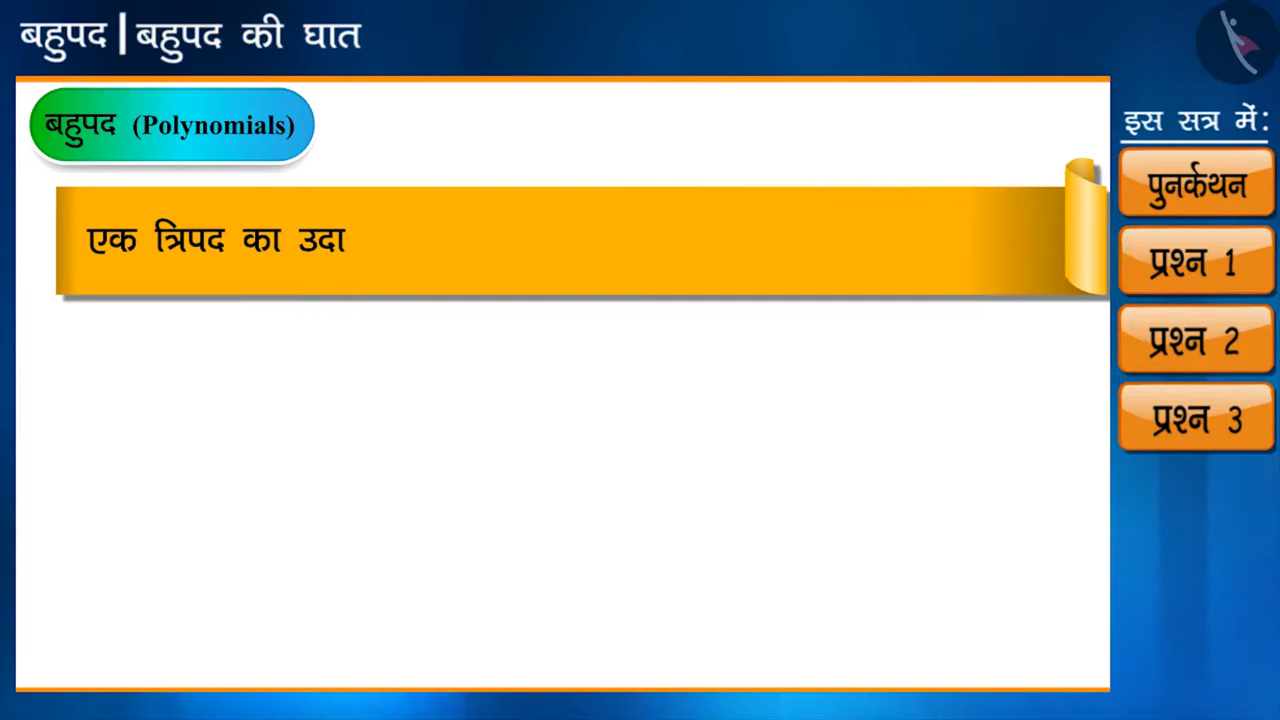 बहुपद|बहुपद की घात
बहुपद (Polynomials)
एक त्रिपद का उदा
इस सत्र में:
पुनर्कथन
प्रश्न 1
प्रश्न 2
प्रश्न 3